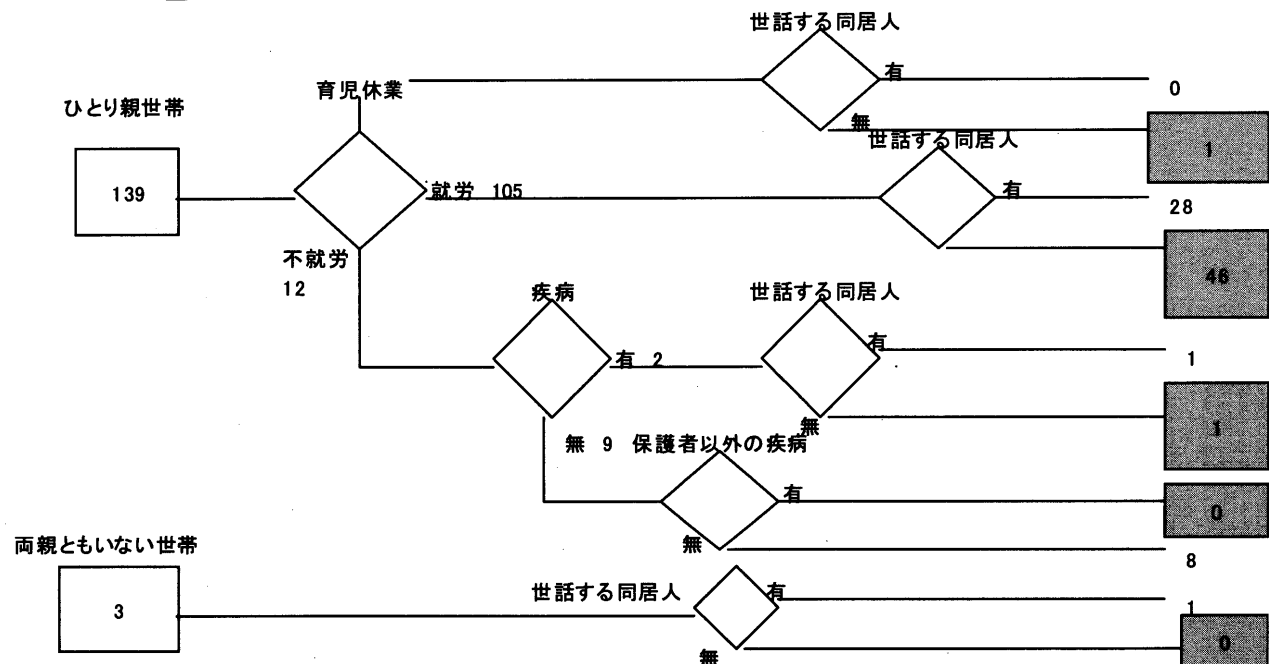 世話する同居人
有
育児休業
0
ひとり親世帯
無
世話する同居人
1
139
就労 105
有
28
不就労
12
46
疾病
世話する同居人
有
有 2
1
無
1
無 9 保護者以外の疾病
有
0
無
8
両親ともいない世帯
世話する同居人
有
1
3
0
無